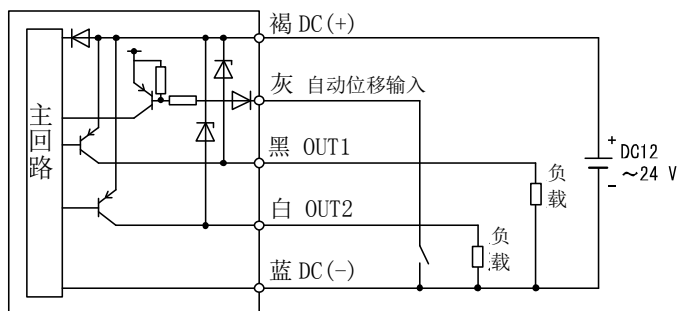 主回路
褐 DC(+)
灰 自动位移输入
黑 OUT1
白 OUT2
蓝 DC(-)
负载
负载
+
DC12
~24 V
-